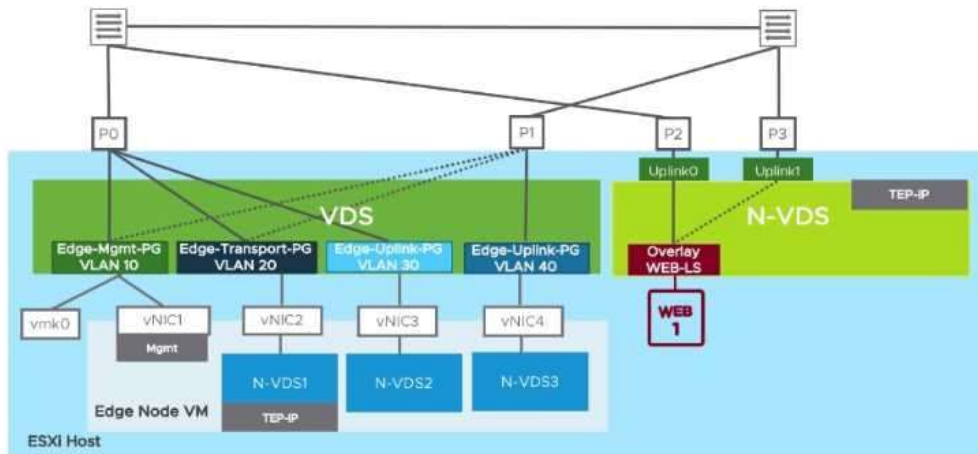 P0
P1
P2
P3
Uplink0
Uplink1
VDS
N-VDS
TEP-IP
Edge-Mgmt-PG
VLAN 10
Edge-Transport-PG
VLAN 20
Edge-Uplink-PG
VLAN 30
Edge-Uplink-PG
VLAN 40
Overlay
WEB-LS
vmk0
vNIC1
Mgmt
vNIC2
vNIC3
vNIC4
WEB
1
N-VDS1
TEP-IP
N-VDS2
N-VDS3
Edge Node VM
ESXi Host